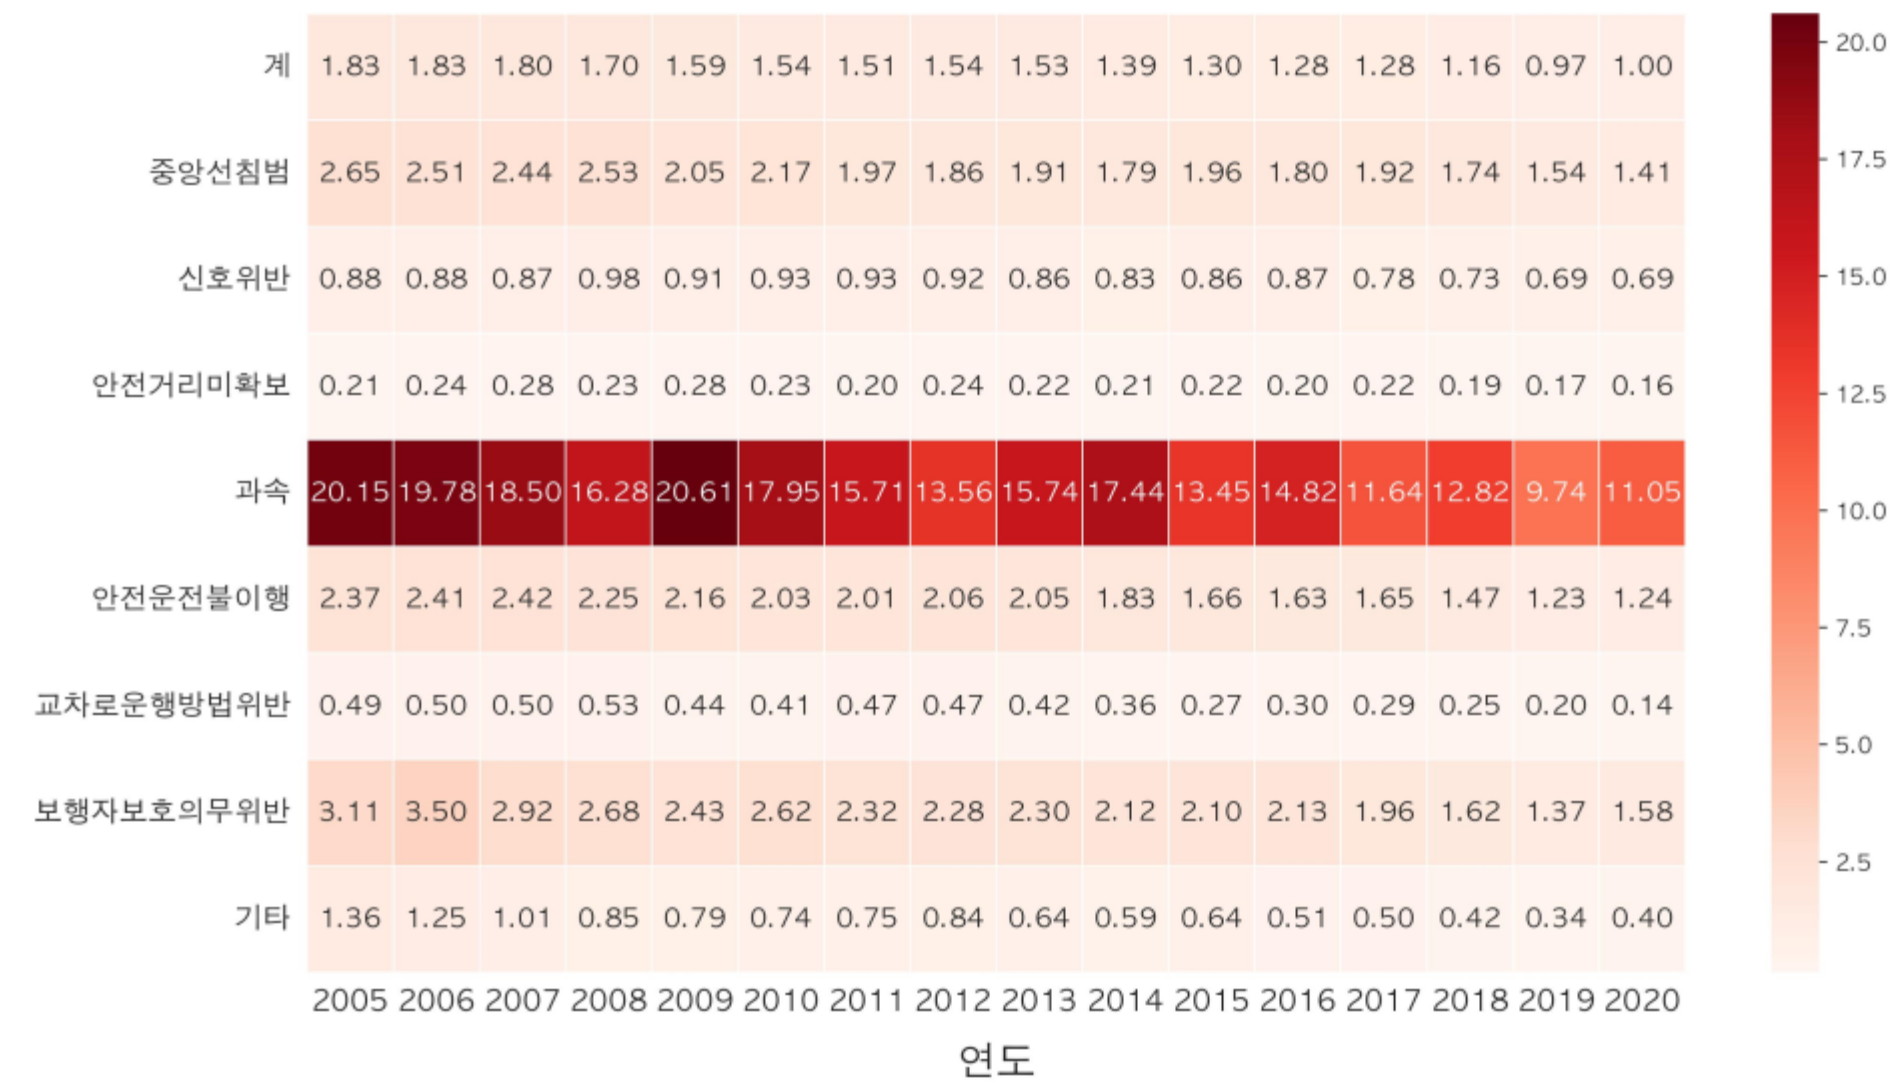 계 1.83 1.83 1.80 1.70 1.59 1.54 1.51 1.54 1.53 1.39 1.30 1.28 1.28 1.16 0.97 1.00
중앙선침범 2.65 2.51 2.44 2.53 2.05 2.17 1.97 1.86 1.91 1.79 1.96 1.80 1.92 1.74 1.54 1.41
신호위반 0.88 0.88 0.87 0.98 0.91 0.93 0.93 0.92 0.86 0.83 0.86 0.87 0.78 0.73 0.69 0.69
안전거리미확보 0.21 0.24 0.28 0.23 0.28 0.23 0.20 0.24 0.22 0.21 0.22 0.20 0.22 0.19 0.17 0.16
과속 20.15 19.78 18.50 16.28 20.61 17.95 15.71 13.56 15.74 17.44 13.45 14.82 11.64 12.82 9.74 11.05
안전운전불이행 2.37 2.41 2.42 2.25 2.16 2.03 2.01 2.06 2.05 1.83 1.66 1.63 1.65 1.47 1.23 1.24
교차로운행방법위반 0.49 0.50 0.50 0.53 0.44 0.41 0.47 0.47 0.42 0.36 0.27 0.30 0.29 0.25 0.20 0.14
보행자보호의무위반 3.11 3.50 2.92 2.68 2.43 2.62 2.32 2.28 2.30 2.12 2.10 2.13 1.96 1.62 1.37 1.58
기타 1.36 1.25 1.01 0.85 0.79 0.74 0.75 0.84 0.64 0.59 0.64 0.51 0.50 0.42 0.34 0.40
2005 2006 2007 2008 2009 2010 2011 2012 2013 2014 2015 2016 2017 2018 2019 2020
연도
20.0
17.5
15.0
12.5
10.0
7.5
5.0
2.5